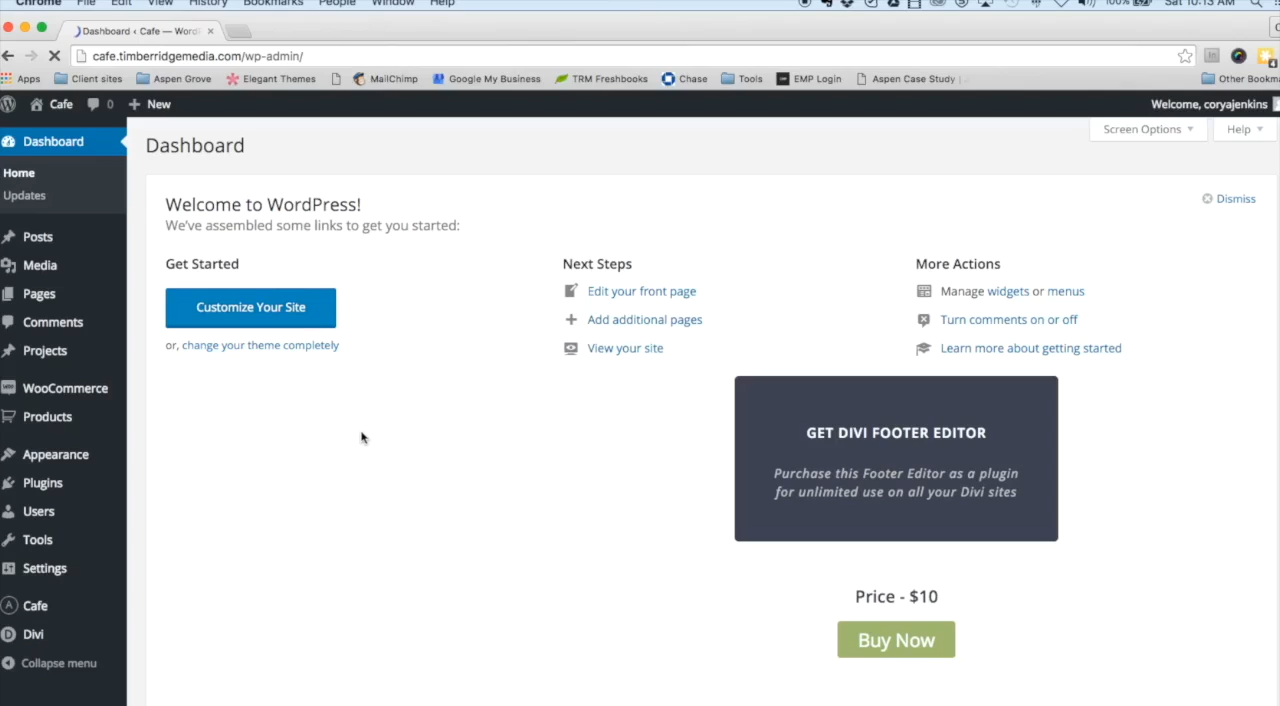 Chrome File Edit View History Bookmarks People Window Help 100% Sat 10:13 AM
Dashboard ‹ Cafe — Word
cafe.timberridgemedia.com/wp-admin/
Apps Client sites Aspen Grove Elegant Themes MailChimp Google My Business TRM Freshbooks Chase Tools EMP Login Aspen Case Study Other Bookma
Cafe 0 New Welcome, coryajenkins
Dashboard
Home
Updates
Posts
Media
Pages
Comments
Projects
WooCommerce
Products
Appearance
Plugins
Users
Tools
Settings
Cafe
Divi
Collapse menu
Screen Options Help
Dashboard
Welcome to WordPress!
Dismiss
We've assembled some links to get you started:
Get Started
Customize Your Site
or, change your theme completely
Next Steps
Edit your front page
Add additional pages
View your site
More Actions
Manage widgets or menus
Turn comments on or off
Learn more about getting started
GET DIVI FOOTER EDITOR
Purchase this Footer Editor as a plugin
for unlimited use on all your Divi sites
Price - $10
Buy Now